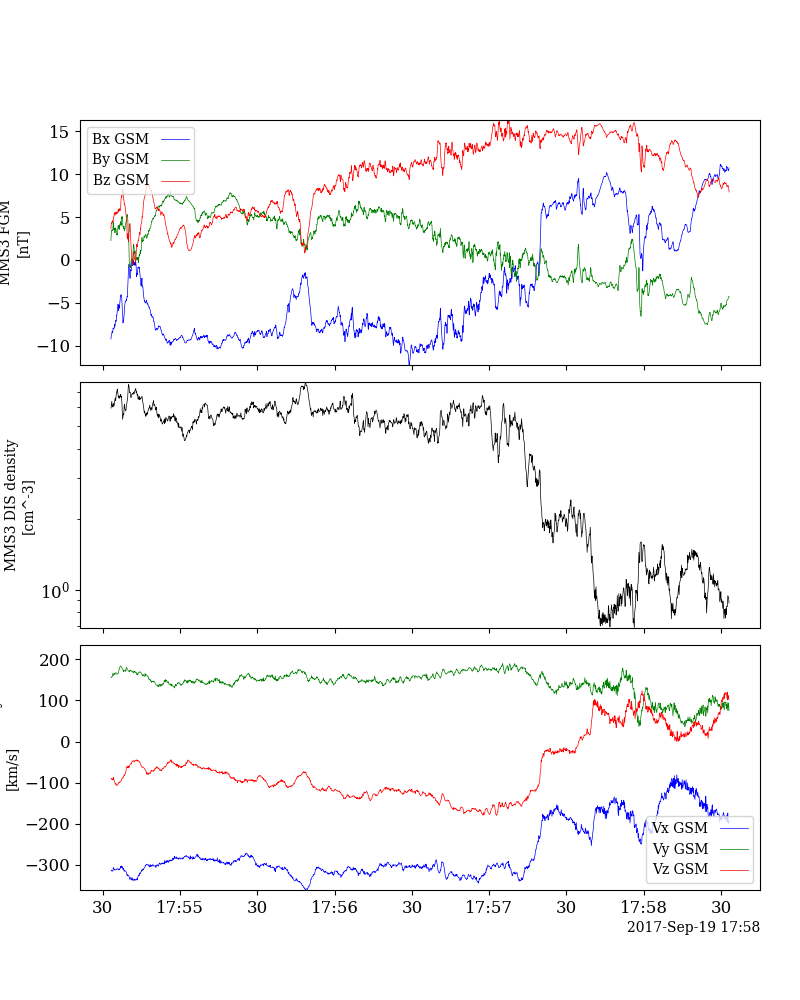 15
10
5
0
−5
−10
MMS3 FGM
[nT]
Bx GSM
By GSM
Bz GSM
MMS3 DIS density
[cm^-3]
10^0
200
100
0
−100
−200
−300
[km/s]
Vx GSM
Vy GSM
Vz GSM
30 17:55 30 17:56 30 17:57 30 17:58 30
2017-Sep-19 17:58